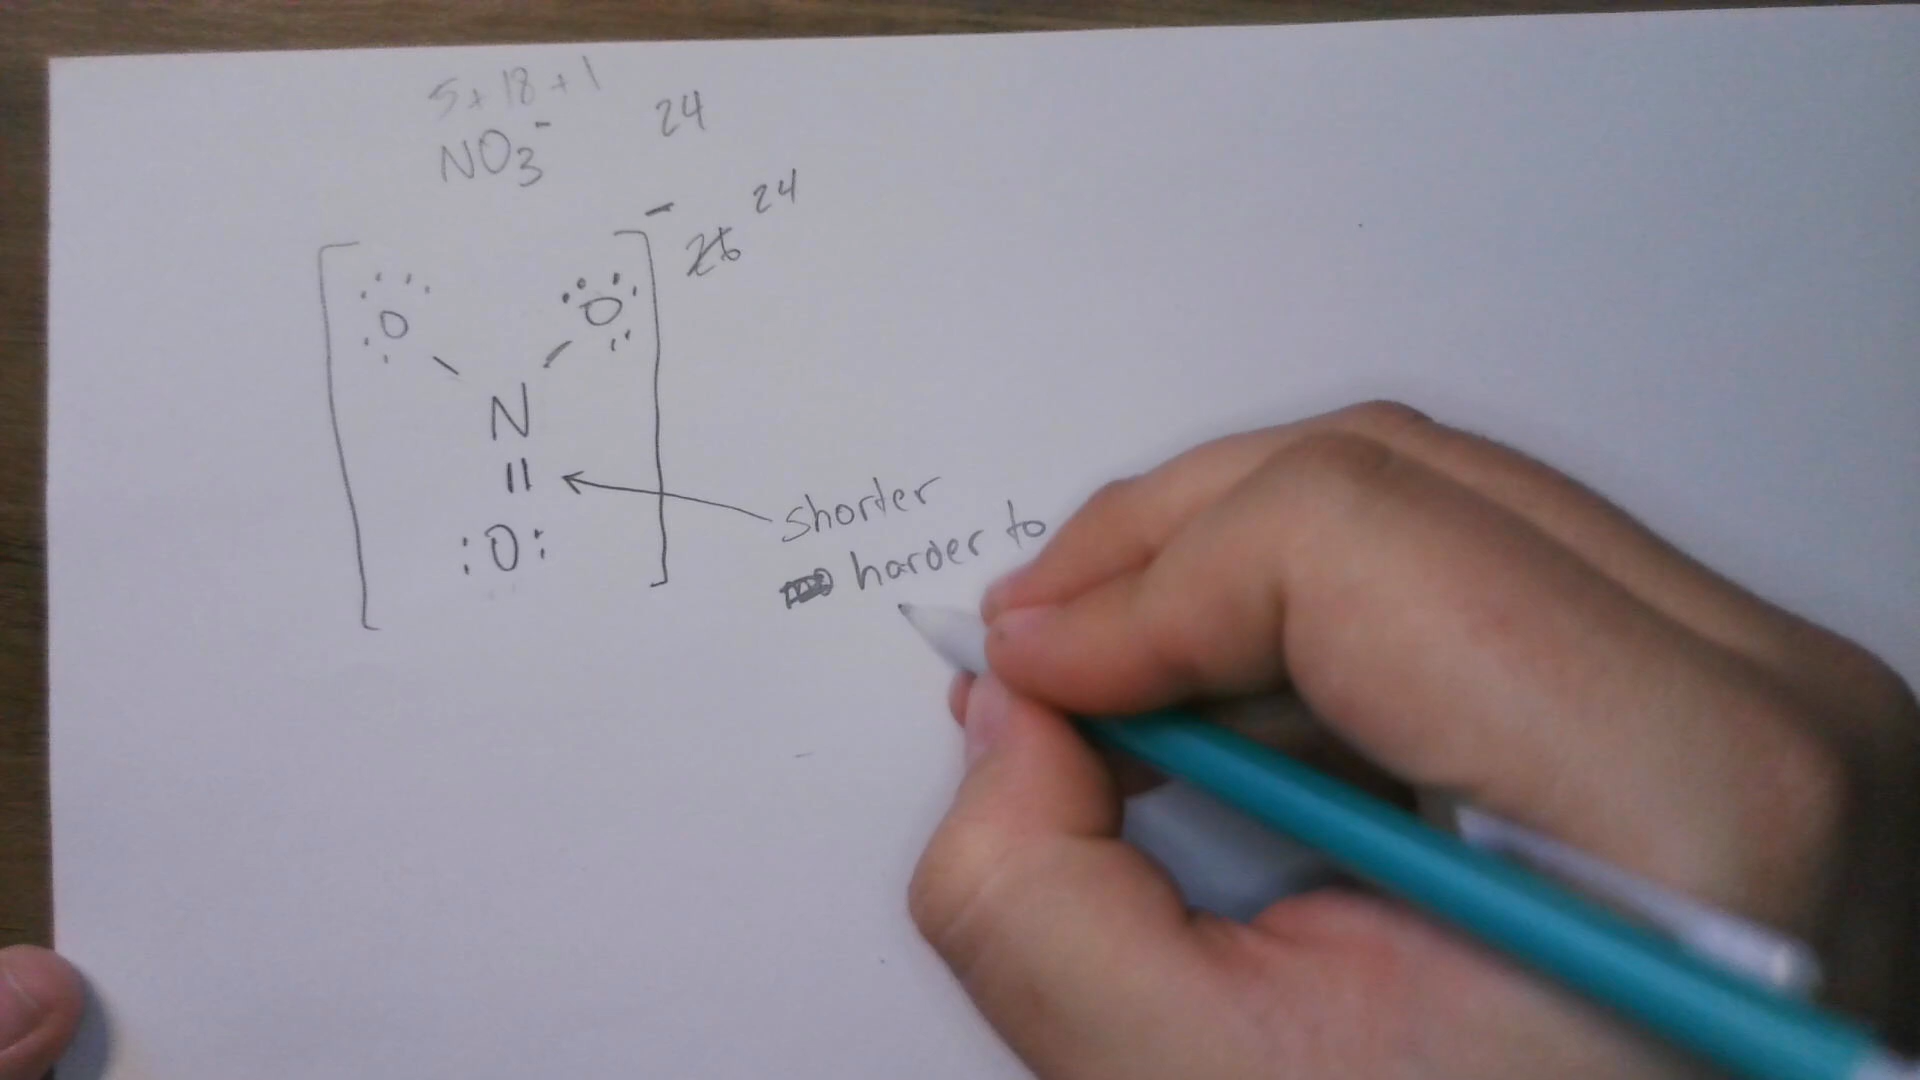 5+18+1
NO3⁻ 24
24
26
O O
N
||
:O:
shorter
harder to